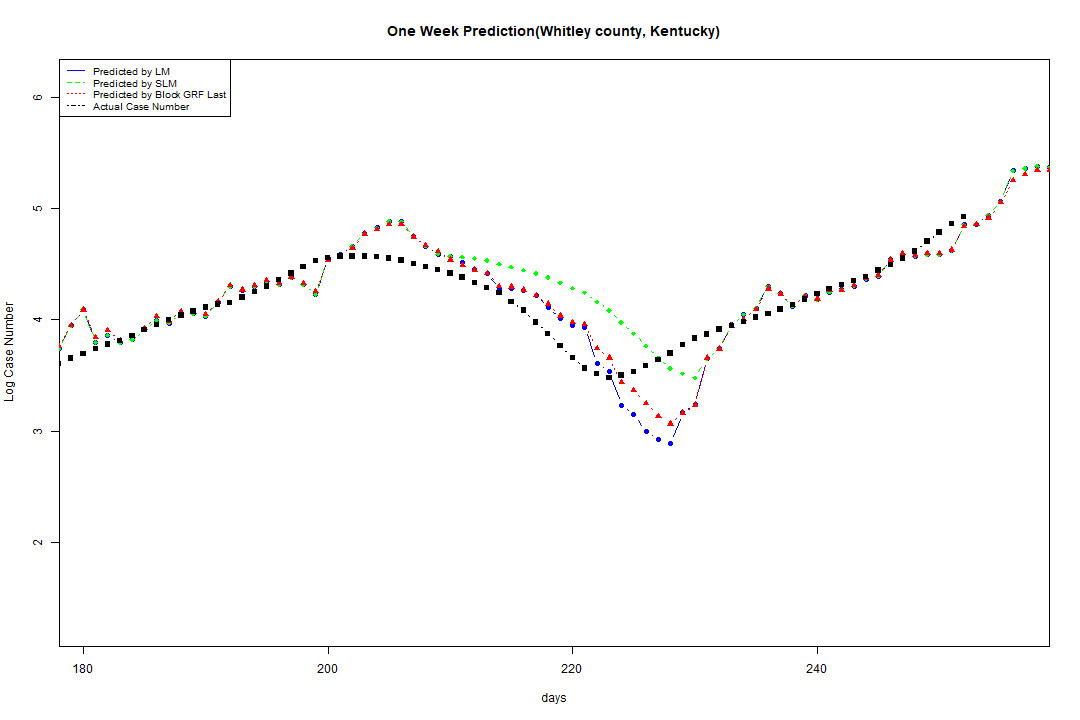 One Week Prediction(Whitley county, Kentucky)
Predicted by LM
Predicted by SLM
Predicted by Block GRF Last
Actual Case Number
6
5
4
3
2
Log Case Number
180 200 220 240
days